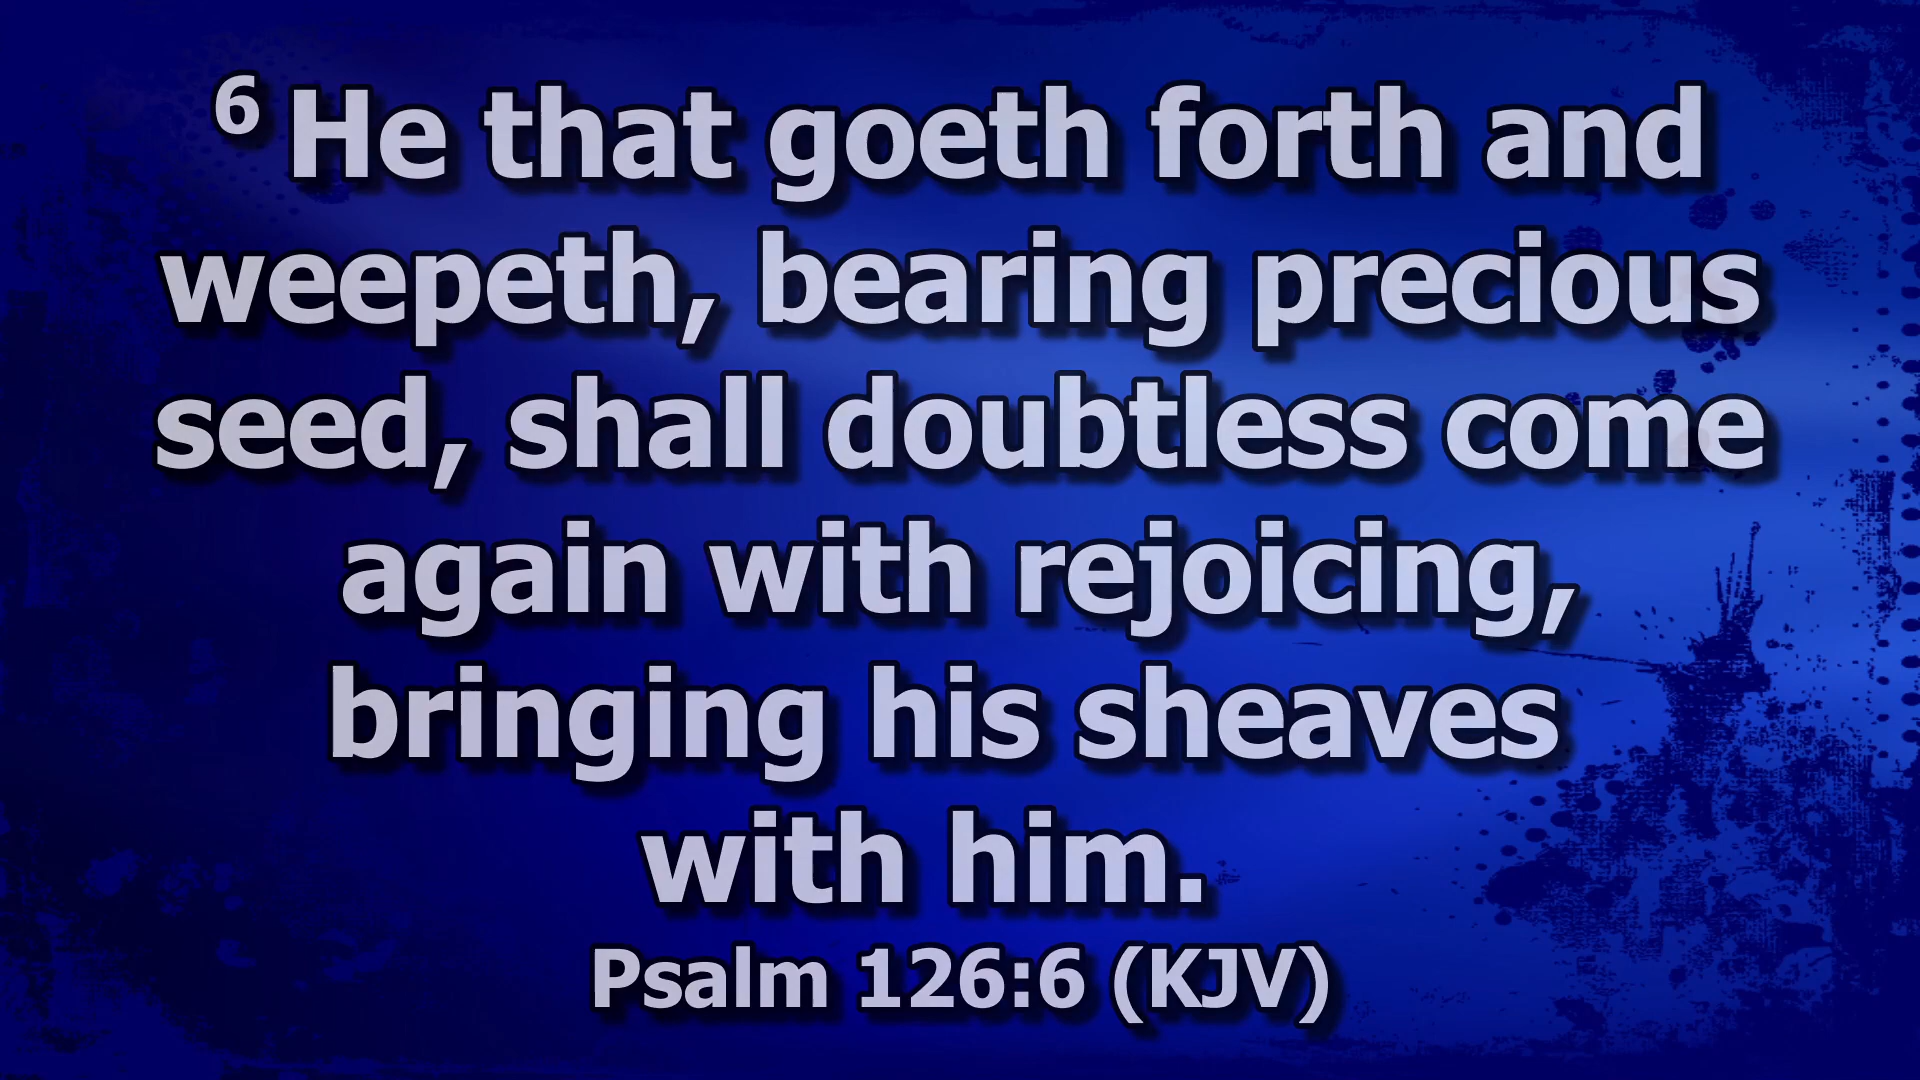 6 He that goeth forth and
weepeth, bearing precious
seed, shall doubtless come
again with rejoicing,
bringing his sheaves
with him.
Psalm 126:6 (KJV)